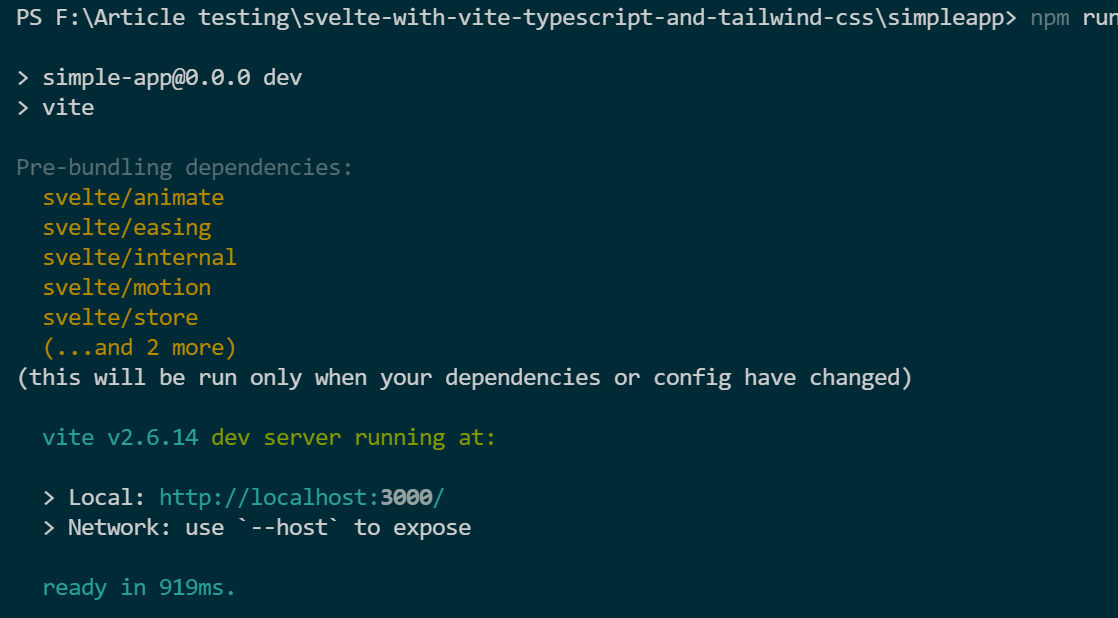 PS F:\Article testing\svelte-with-vite-typescript-and-tailwind-css\simpleapp> npm run
> simple-app@0.0.0 dev
> vite
Pre-bundling dependencies:
svelte/animate
svelte/easing
svelte/internal
svelte/motion
svelte/store
(...and 2 more)
(this will be run only when your dependencies or config have changed)
vite v2.6.14 dev server running at:
> Local: http://localhost:3000/
> Network: use `--host` to expose
ready in 919ms.